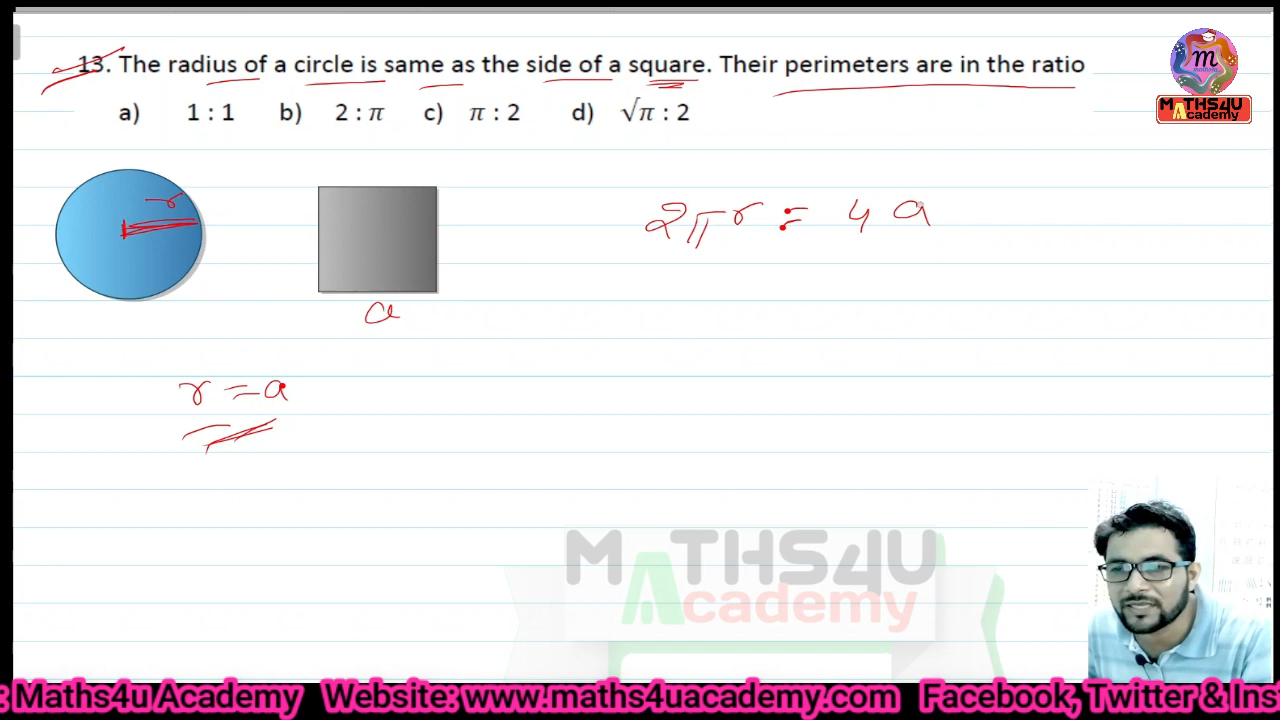 13. The radius of a circle is same as the side of a square. Their perimeters are in the ratio
a) 1 : 1 b) 2 : π c) π : 2 d) √π : 2
m
MATHS4U
Academy
r
2πr : 4 a
a
r = a
MATHS4U
Academy
: Maths4u Academy Website: www.maths4uacademy.com Facebook, Twitter & Ins